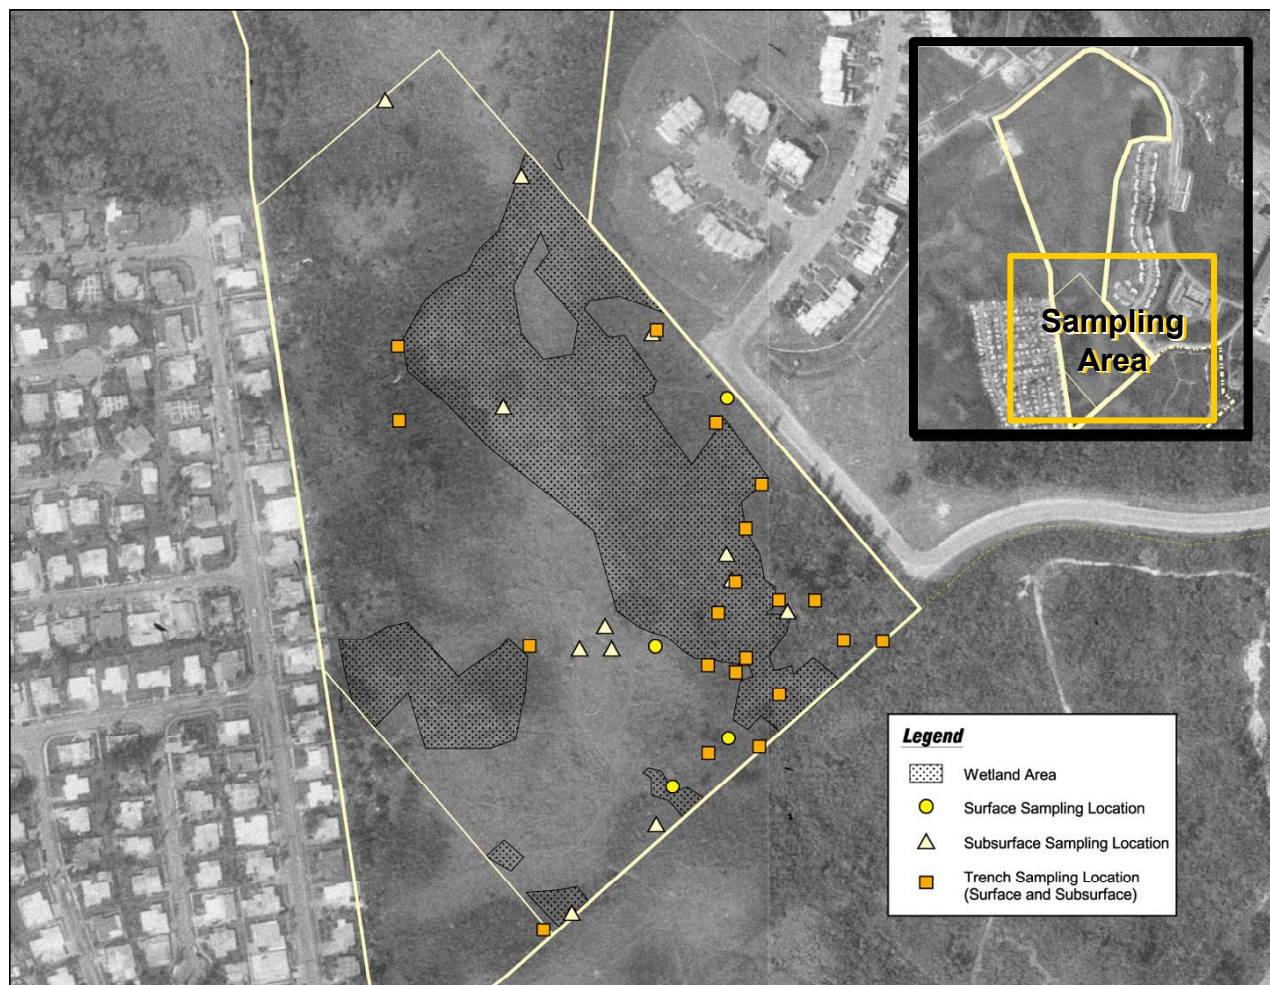 Sampling
Area
Legend
Wetland Area
Surface Sampling Location
Subsurface Sampling Location
Trench Sampling Location
(Surface and Subsurface)